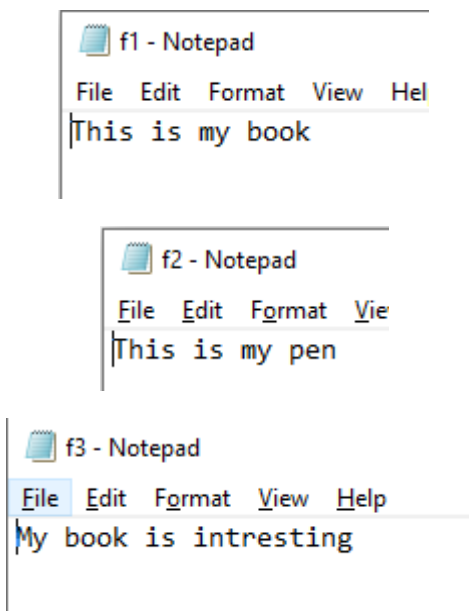 f1 - Notepad
File Edit Format View Hel
This is my book
f2 - Notepad
File Edit Format Vie
This is my pen
f3 - Notepad
File Edit Format View Help
My book is intresting